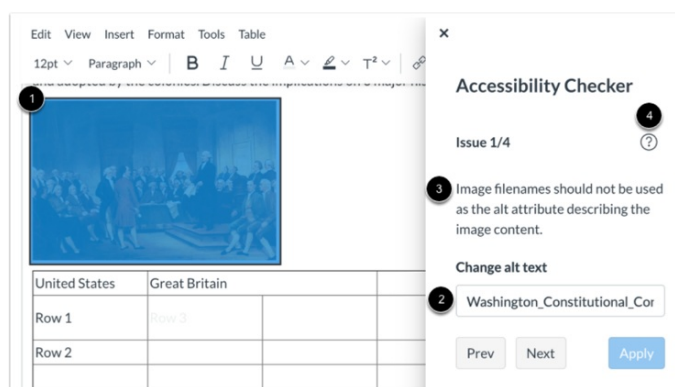 Edit View Insert Format Tools Table
12pt Paragraph B I U A T²
1
United States Great Britain
Row 1 Row 3
Row 2
Accessibility Checker
4
Issue 1/4 ?
3 Image filenames should not be used
as the alt attribute describing the
image content.
Change alt text
2 Washington_Constitutional_Cor
Prev Next Apply